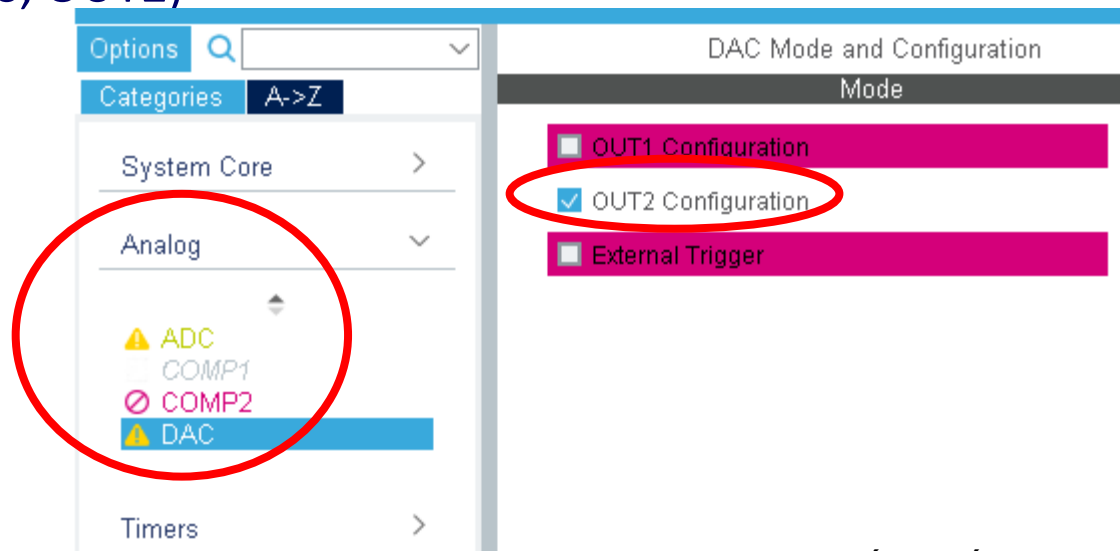 OUT2)
Options
DAC Mode and Configuration
Categories A->Z
Mode
System Core
OUT1 Configuration
OUT2 Configuration
Analog
External Trigger
ADC
COMP1
COMP2
DAC
Timers